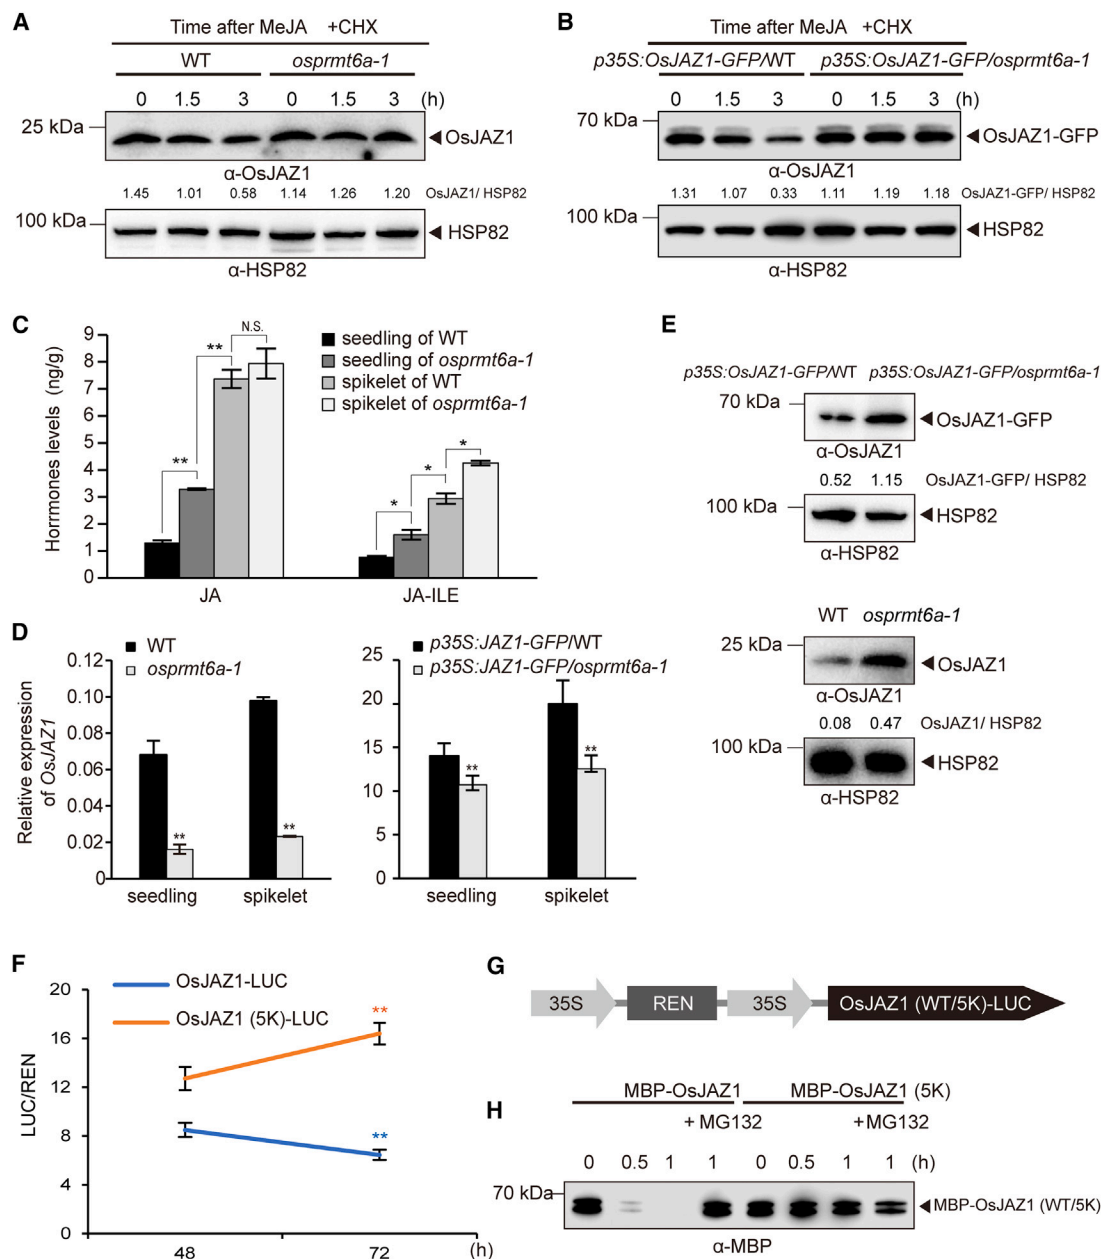 A
Time after MeJA +CHX
WT osprmt6a-1
0 1.5 3 0 1.5 3 (h)
25 kDa
OsJAZ1
α-OsJAZ1
1.45 1.01 0.58 1.14 1.26 1.20 OsJAZ1/ HSP82
100 kDa
HSP82
α-HSP82
B
Time after MeJA +CHX
p35S:OsJAZ1-GFP/WT p35S:OsJAZ1-GFP/osprmt6a-1
0 1.5 3 0 1.5 3 (h)
70 kDa
OsJAZ1-GFP
α-OsJAZ1
1.31 1.07 0.33 1.11 1.19 1.18 OsJAZ1-GFP/ HSP82
100 kDa
HSP82
α-HSP82
C
Horrmones levels (ng/g)
9
8
7
6
5
4
3
2
1
0
** ** N.S.
* * *
seedling of WT
seedling of osprmt6a-1
spikelet of WT
spikelet of osprmt6a-1
JA JA-ILE
D
WT
osprmt6a-1
Relative expression
of OsJAZ1
0.12
0.10
0.08
0.06
0.04
0.02
0
** **
seedling spikelet
p35S:JAZ1-GFP/WT
p35S:JAZ1-GFP/osprmt6a-1
25
20
15
10
5
0
** **
seedling spikelet
E
p35S:OsJAZ1-GFP/WT p35S:OsJAZ1-GFP/osprmt6a-1
70 kDa
OsJAZ1-GFP
α-OsJAZ1
0.52 1.15 OsJAZ1-GFP/ HSP82
100 kDa
HSP82
α-HSP82
WT osprmt6a-1
25 kDa
OsJAZ1
α-OsJAZ1
0.08 0.47 OsJAZ1/ HSP82
100 kDa
HSP82
α-HSP82
F
OsJAZ1-LUC
OsJAZ1 (5K)-LUC
LUC/REN
20
16
12
8
4
0
**
**
48 72 (h)
G
35S REN 35S OsJAZ1 (WT/5K)-LUC
H
MBP-OsJAZ1 MBP-OsJAZ1 (5K)
+ MG132 +MG132
0 0.5 1 1 0 0.5 1 1 (h)
70 kDa
MBP-OsJAZ1 (WT/5K)
α-MBP